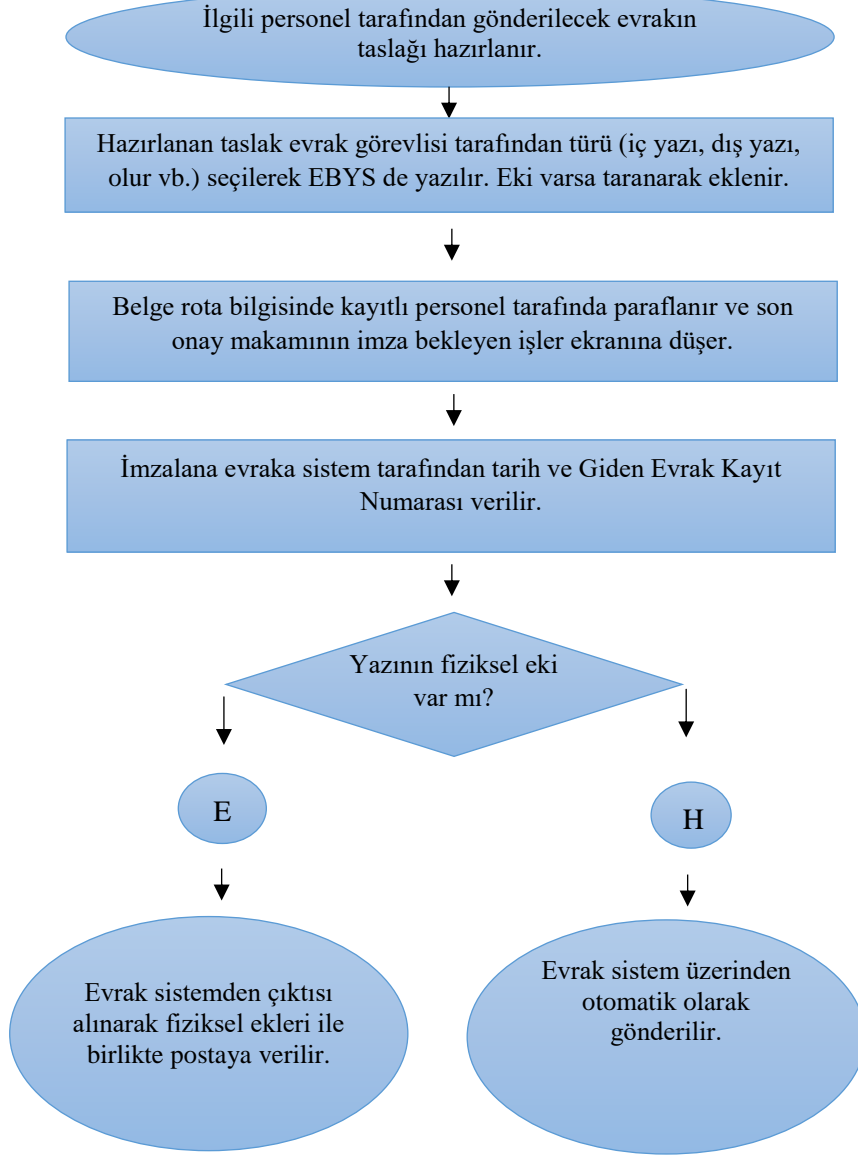 İlgili personel tarafından gönderilecek evrakın
taslağı hazırlanır.
Hazırlanan taslak evrak görevlisi tarafından türü (iç yazı, dış yazı,
olur vb.) seçilerek EBYS de yazılır. Eki varsa taranarak eklenir.
Belge rota bilgisinde kayıtlı personel tarafında paraflanır ve son
onay makamının imza bekleyen işler ekranına düşer.
İmzalana evraka sistem tarafından tarih ve Giden Evrak Kayıt
Numarası verilir.
Yazının fiziksel eki
var mı?
E
H
Evrak sistemden çıktısı
alınarak fiziksel ekleri ile
birlikte postaya verilir.
Evrak sistem üzerinden
otomatik olarak
gönderilir.